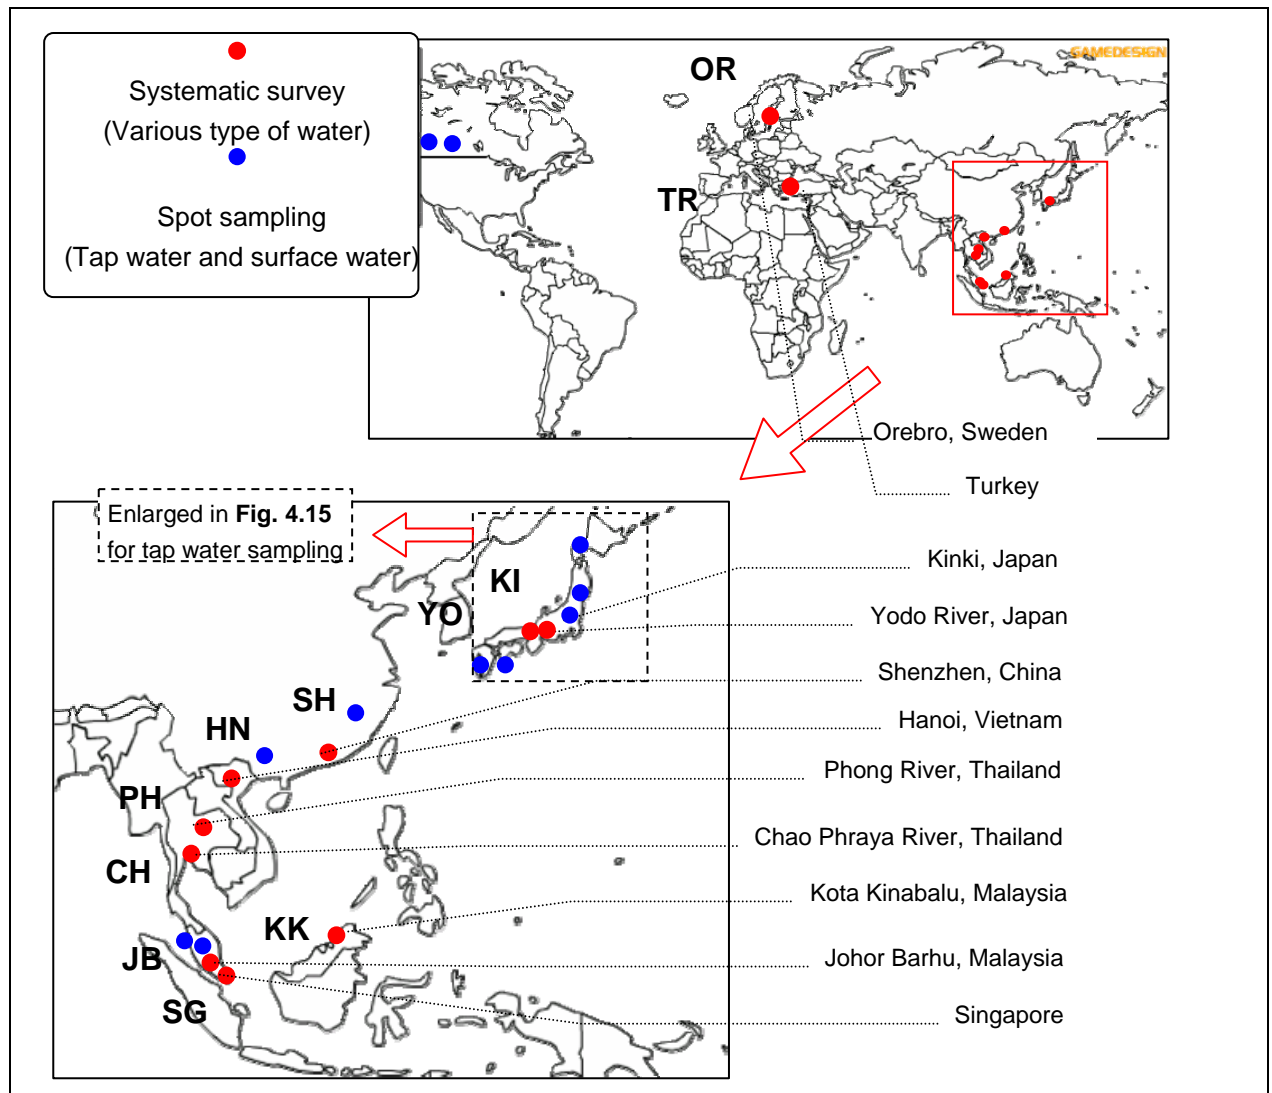 Systematic survey
(Various type of water)
Spot sampling
(Tap water and surface water)
GAMEDESIGN
OR
TR
Orebro, Sweden
Turkey
Enlarged in Fig. 4.15
for tap water sampling
KI
YO
SH
HN
PH
CH
KK
JB
SG
Kinki, Japan
Yodo River, Japan
Shenzhen, China
Hanoi, Vietnam
Phong River, Thailand
Chao Phraya River, Thailand
Kota Kinabalu, Malaysia
Johor Barhu, Malaysia
Singapore